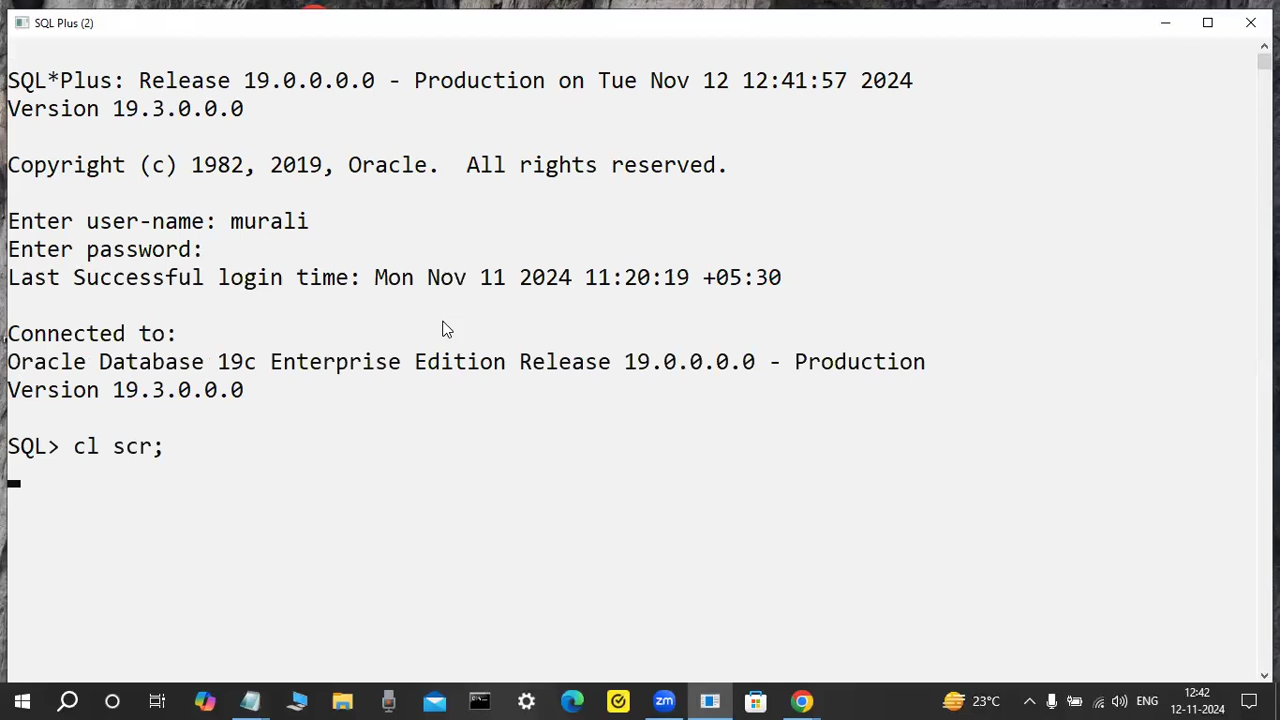 SQL Plus (2)
SQL*Plus: Release 19.0.0.0.0 - Production on Tue Nov 12 12:41:57 2024
Version 19.3.0.0.0
Copyright (c) 1982, 2019, Oracle.  All rights reserved.
Enter user-name: murali
Enter password:
Last Successful login time: Mon Nov 11 2024 11:20:19 +05:30
Connected to:
Oracle Database 19c Enterprise Edition Release 19.0.0.0.0 - Production
Version 19.3.0.0.0
SQL> cl scr;
zm
23°C
ENG
12:42
12-11-2024